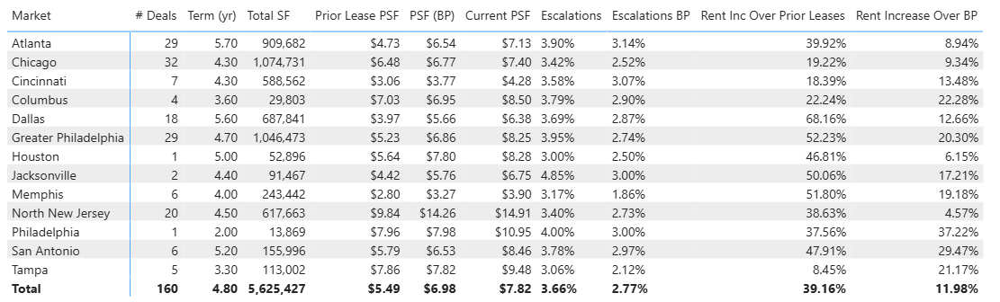 Market # Deals Term (yr) Total SF Prior Lease PSF PSF (BP) Current PSF Escalations Escalations BP Rent Inc Over Prior Leases Rent Increase Over BP
Atlanta 29 5.70 909,682 $4.73 $6.54 $7.13 3.90% 3.14% 39.92% 8.94%
Chicago 32 4.30 1,074,731 $6.48 $6.77 $7.40 3.42% 2.52% 19.22% 9.34%
Cincinnati 7 4.30 588,562 $3.06 $3.77 $4.28 3.58% 3.07% 18.39% 13.48%
Columbus 4 3.60 29,803 $7.03 $6.95 $8.50 3.79% 2.90% 22.24% 22.28%
Dallas 18 5.60 687,841 $3.97 $5.66 $6.38 3.69% 2.87% 68.16% 12.66%
Greater Philadelphia 29 4.70 1,046,473 $5.23 $6.86 $8.25 3.95% 2.74% 52.23% 20.30%
Houston 1 5.00 52,896 $5.64 $7.80 $8.28 3.00% 2.50% 46.81% 6.15%
Jacksonville 2 4.40 91,467 $4.42 $5.76 $6.75 4.85% 3.00% 50.06% 17.21%
Memphis 6 4.00 243,442 $2.80 $3.27 $3.90 3.17% 1.86% 51.80% 19.18%
North New Jersey 20 4.50 617,663 $9.84 $14.26 $14.91 3.40% 2.73% 38.63% 4.57%
Philadelphia 1 2.00 13,869 $7.96 $7.98 $10.95 4.00% 3.00% 37.56% 37.22%
San Antonio 6 5.20 155,996 $5.79 $6.53 $8.46 3.78% 2.97% 47.91% 29.47%
Tampa 5 3.30 113,002 $7.86 $7.82 $9.48 3.06% 2.12% 8.45% 21.17%
Total 160 4.80 5,625,427 $5.49 $6.98 $7.82 3.66% 2.77% 39.16% 11.98%